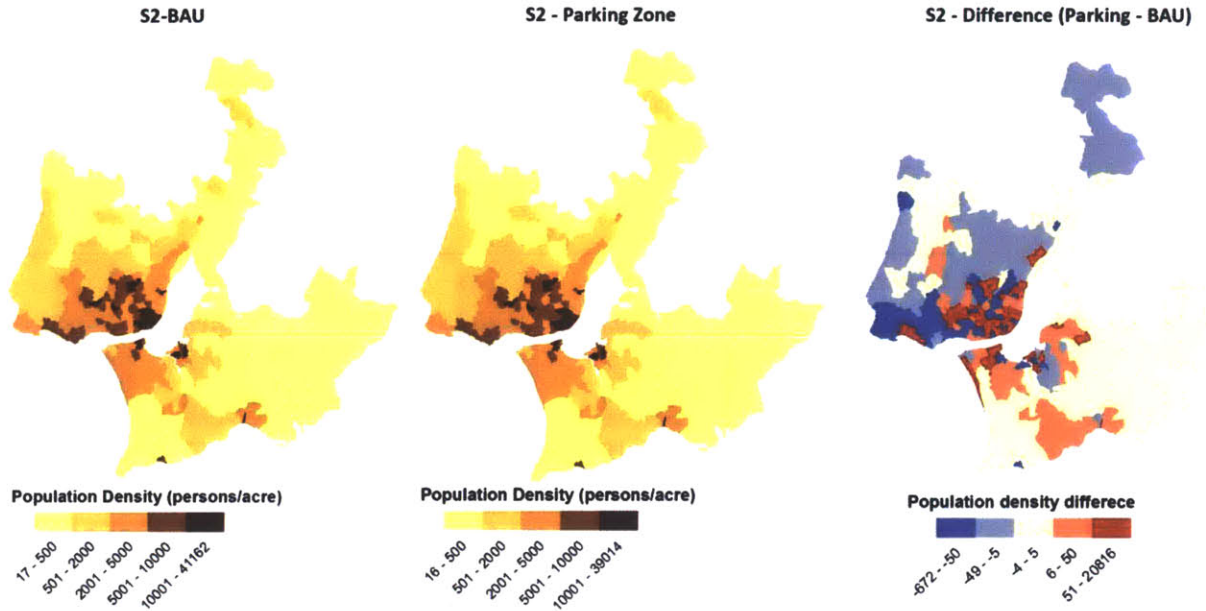 S2-BAU
S2 - Parking Zone
S2 - Difference (Parking - BAU)
Population Density (persons/acre)
17 - 500
501 - 2000
2001 - 5000
5001 - 10000
10001 - 41162
Population Density (persons/acre)
16 - 500
501 - 2000
2001 - 5000
5001 - 10000
10001 - 39014
Population density differece
-672 - -50
-49 - -5
-4 - 5
6 - 50
51 - 20816